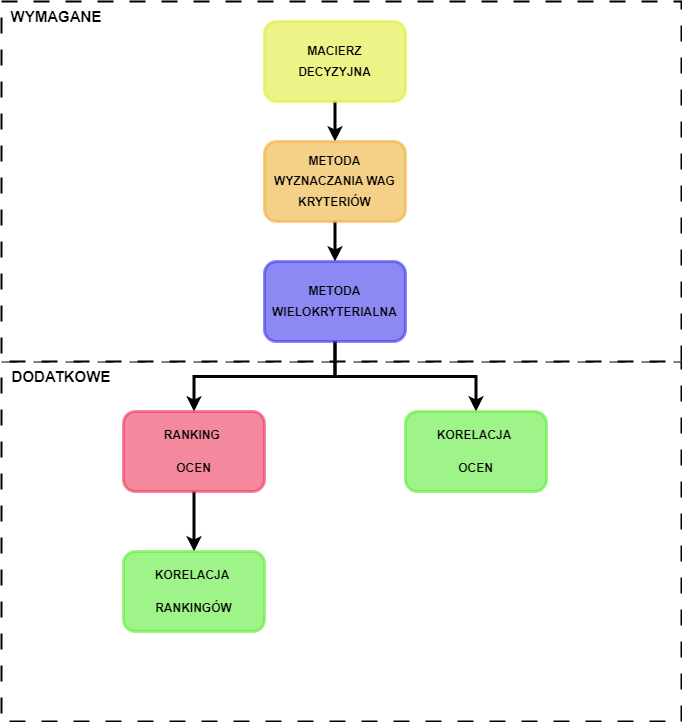 WYMAGANE
MACIERZ
DECYZYJNA
METODA
WYZNACZANIA WAG
KRYTERIÓW
METODA
WIELOKRYTERIALNA
DODATKOWE
RANKING
OCEN
KORELACJA
OCEN
KORELACJA
RANKINGÓW